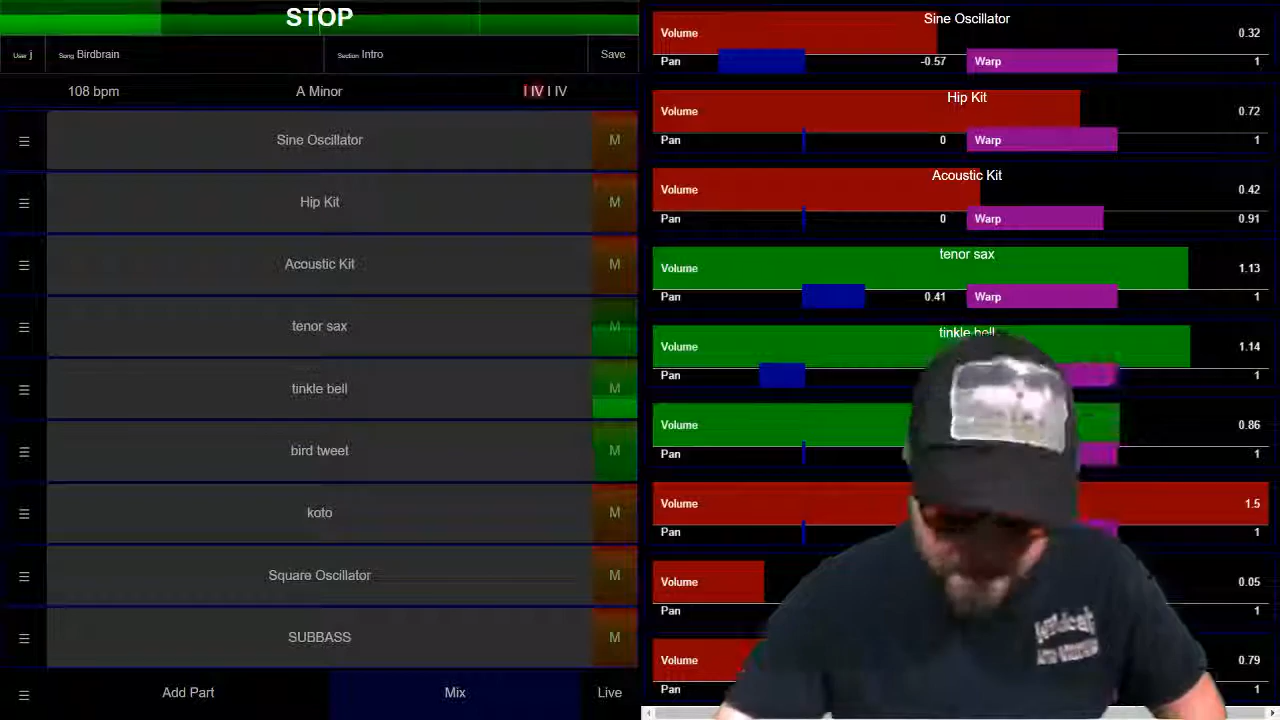 STOP
User j Song Birdbrain Section Intro Save
108 bpm A Minor I IV I IV
Sine Oscillator M
Hip Kit M
Acoustic Kit M
tenor sax M
tinkle bell M
bird tweet M
koto M
Square Oscillator M
SUBBASS M
Add Part Mix Live
Sine Oscillator
Volume 0.32
Pan -0.57 Warp 1
Hip Kit
Volume 0.72
Pan 0 Warp 1
Acoustic Kit
Volume 0.42
Pan 0 Warp 0.91
tenor sax
Volume 1.13
Pan 0.41 Warp 1
tinkle bell
Volume 1.14
Pan 1
Volume 0.86
Pan 1
Volume 1.5
Pan 1
Volume 0.05
Pan 1
Volume 0.79
Pan 1